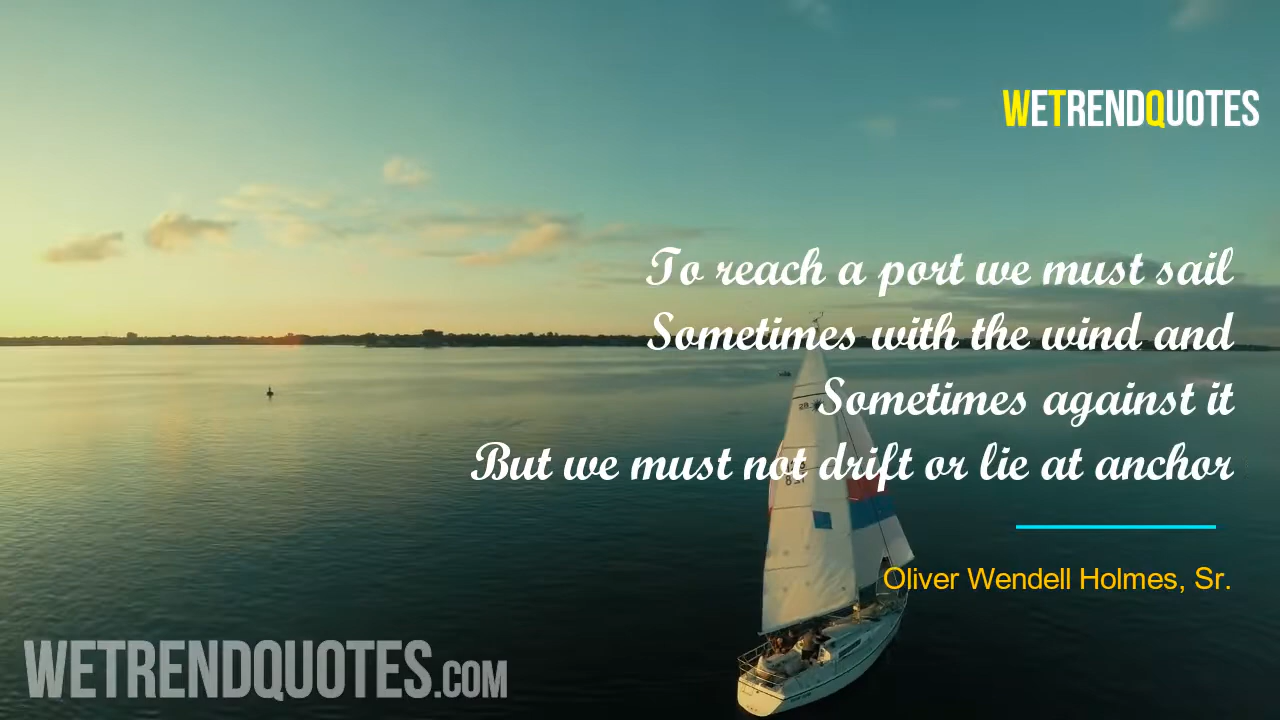 WETRENDQUOTES
To reach a port we must sail
Sometimes with the wind and
Sometimes against it
But we must not drift or lie at anchor
Oliver Wendell Holmes, Sr.
WETRENDQUOTES.COM